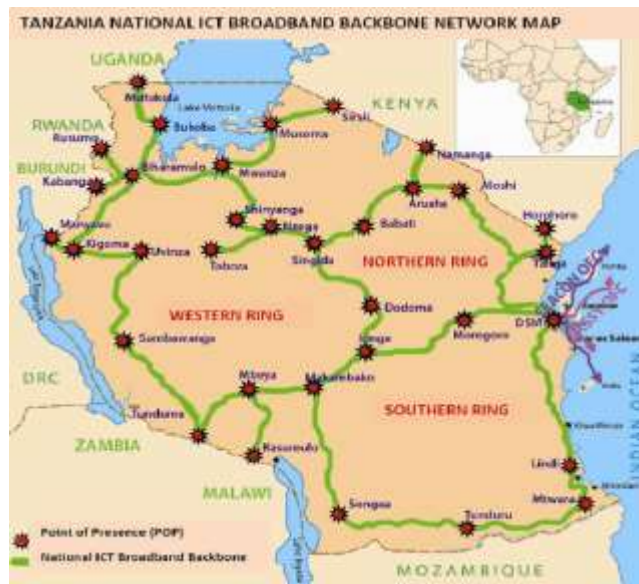 TANZANIA NATIONAL ICT BROADBAND BACKBONE NETWORK MAP
UGANDA
Mutukula
Lake Victoria
KENYA
Bukoba
Musoma
Sirari
RWANDA
Rusumo
Namanga
BURUNDI
Biharamulo
Mwanza
Kabanga
Arusha
Moshi
Manyovu
Shinyanga
Nzega
Babati
Horohoro
Kigoma
Uvinza
Tabora
Singida
Tanga
NORTHERN RING
WESTERN RING
Dodoma
Morogoro
DSM
Iringa
Sumbawanga
DRC
Mbeya
Makambako
SOUTHERN RING
Tunduma
INDIAN OCEAN
ZAMBIA
Kasumulo
Lindi
MALAWI
Mtwara
Songea
Tunduru
Point of Presence (POP)
National ICT Broadband Backbone
MOZAMBIQUE